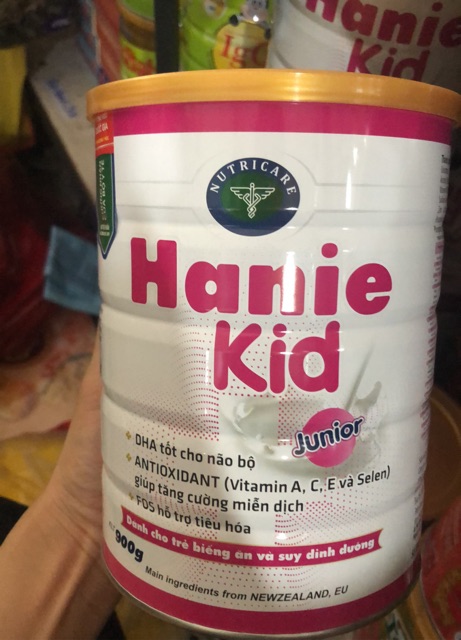 Hanie
Kid
IgG
NUTRICARE
Hanie
Kid
Junior
DHA tốt cho não bộ
ANTIOXIDANT (Vitamin A, C, E và Selen)
giúp tăng cường miễn dịch
FOS hỗ trợ tiêu hóa
Dành cho trẻ biếng ăn và suy dinh dưỡng
900g
Main ingredients from NEWZEALAND, EU